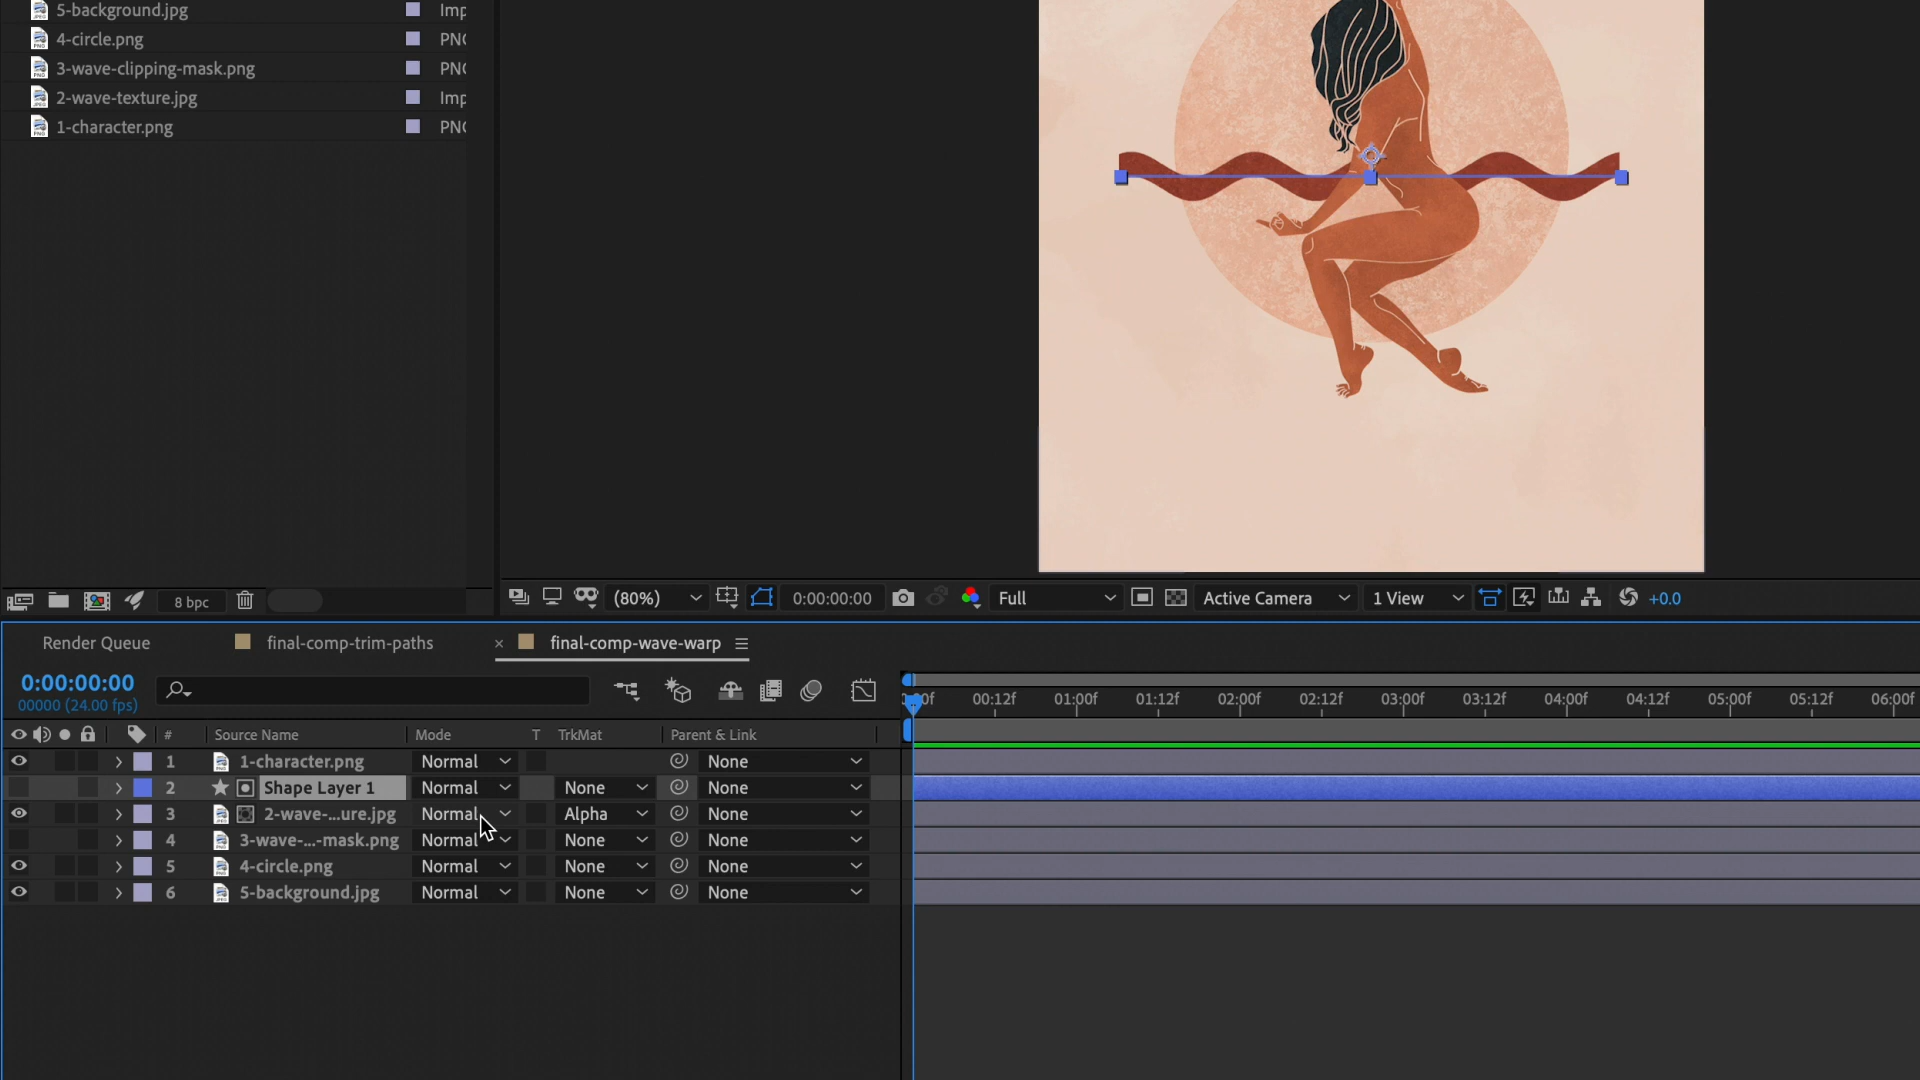 5-background.jpg Imp
4-circle.png PNG
3-wave-clipping-mask.png PNG
2-wave-texture.jpg Imp
1-character.png PNG
8 bpc
(80%) 0:00:00:00 Full Active Camera 1 View +0.0
Render Queue final-comp-trim-paths × final-comp-wave-warp
0:00:00:00
00000 (24.00 fps)
00:12f 01:00f 01:12f 02:00f 02:12f 03:00f 03:12f 04:00f 04:12f 05:00f 05:12f 06:00f
# Source Name Mode T TrkMat Parent & Link
1 1-character.png Normal None
2 Shape Layer 1 Normal None None
3 2-wave-...ure.jpg Normal Alpha None
4 3-wave-...-mask.png Normal None None
5 4-circle.png Normal None None
6 5-background.jpg Normal None None